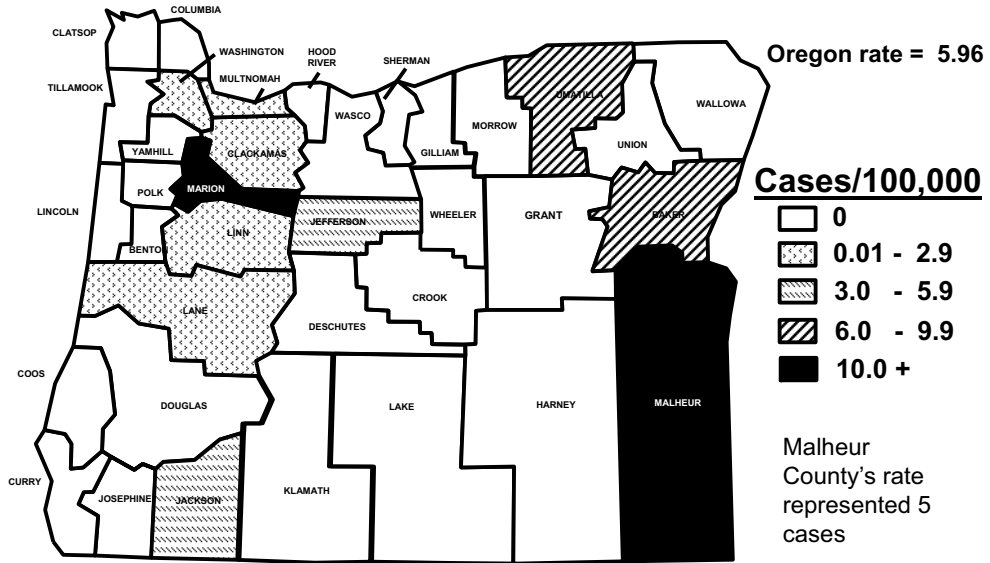 COLUMBIA
CLATSOP
WASHINGTON
HOOD
RIVER
SHERMAN
MULTNOMAH
TILLAMOOK
Oregon rate = 5.96
UMATILLA
WALLOWA
WASCO
MORROW
UNION
YAMHILL
CLACKAMAS
GILLIAM
Cases/100,000
POLK
MARION
LINCOLN
JEFFERSON
WHEELER
GRANT
BAKER
0
LINN
BENTON
0.01 - 2.9
3.0 - 5.9
CROOK
LANE
DESCHUTES
6.0 - 9.9
10.0 +
COOS
DOUGLAS
LAKE
HARNEY
MALHEUR
Malheur
County's rate
represented 5
cases
CURRY
JOSEPHINE
JACKSON
KLAMATH